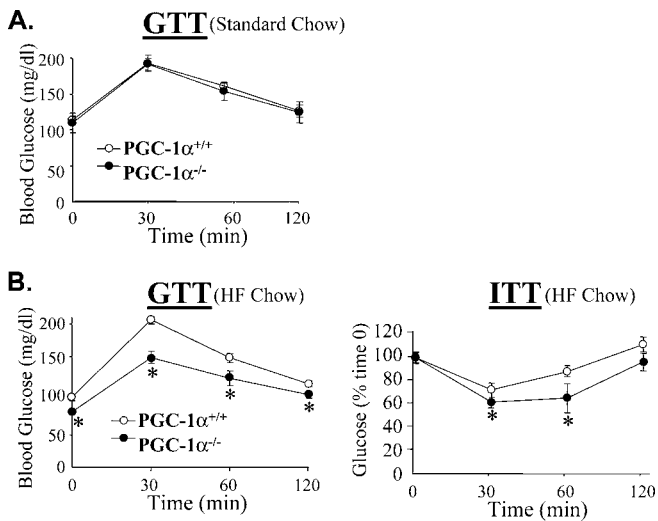 A.
GTT (Standard Chow)
Blood Glucose (mg/dl)
200
150
100
50
0
PGC-1α+/+
PGC-1α-/-
0 30 60 120
Time (min)
B.
GTT (HF Chow)
Blood Glucose (mg/dl)
200
150
100
50
0
* * * *
PGC-1α+/+
PGC-1α-/-
0 30 60 120
Time (min)
ITT (HF Chow)
Glucose (% time 0)
120
100
80
60
40
20
0
* *
0 30 60 120
Time (min)